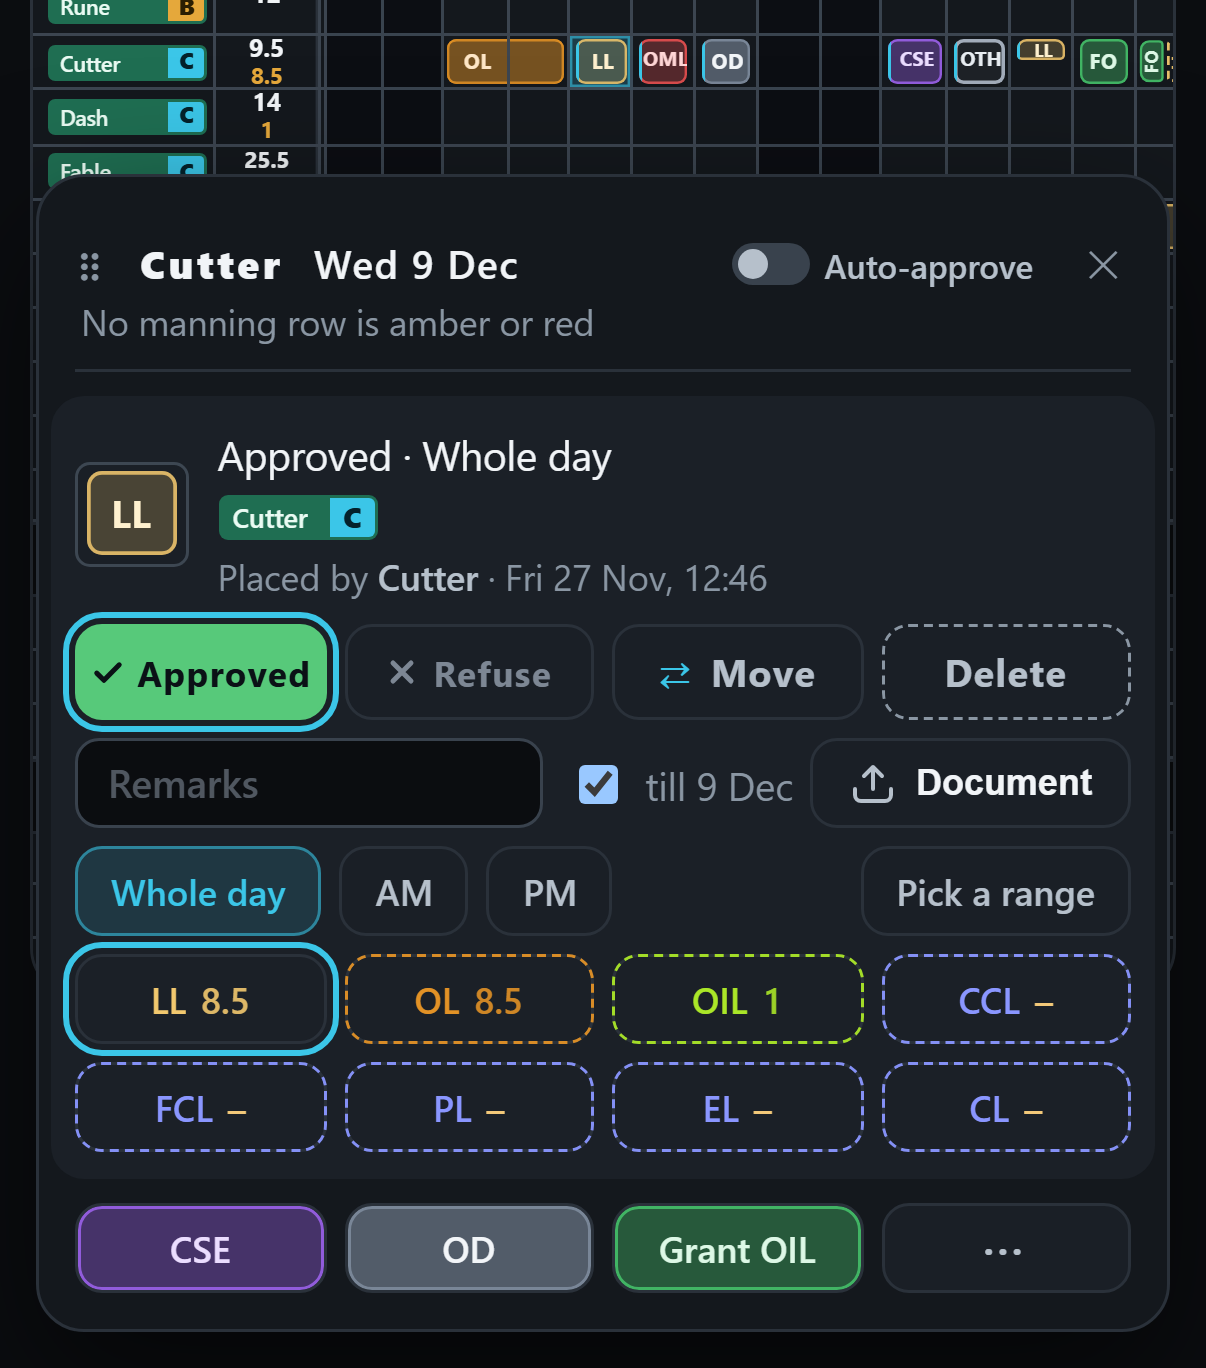 Rune B
Cutter C 9.5 OL LL OML OD CSE OTH LL FO FO
8.5
Dash C 14
1
Fable C 25.5
Cutter Wed 9 Dec Auto-approve
No manning row is amber or red
LL Approved · Whole day
Cutter C
Placed by Cutter · Fri 27 Nov, 12:46
Approved Refuse Move Delete
Remarks till 9 Dec Document
Whole day AM PM Pick a range
LL 8.5 OL 8.5 OIL 1 CCL –
FCL – PL – EL – CL –
CSE OD Grant OIL ...